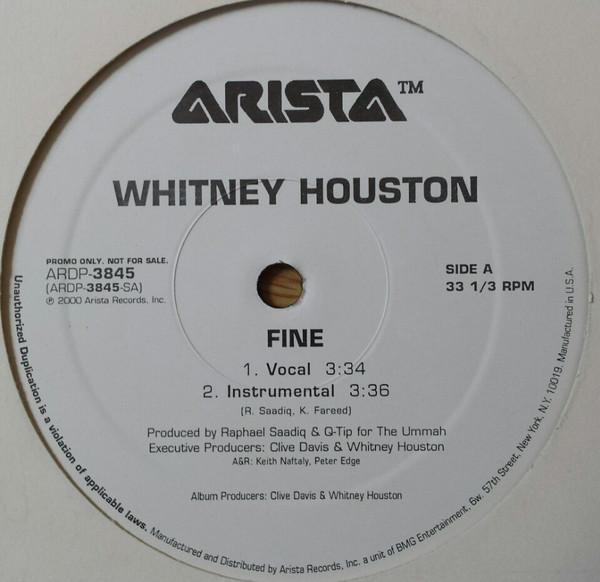 ARISTA™
WHITNEY HOUSTON
PROMO ONLY. NOT FOR SALE.
ARDP-3845
(ARDP-3845-SA)
℗ 2000 Arista Records, Inc.
SIDE A
33 1/3 RPM
FINE
1. Vocal 3:34
2. Instrumental 3:36
(R. Saadiq, K. Fareed)
Produced by Raphael Saadiq & Q-Tip for The Ummah
Executive Producers: Clive Davis & Whitney Houston
A&R: Keith Naftaly, Peter Edge
Album Producers: Clive Davis & Whitney Houston
Unauthorized Duplication is a violation of applicable laws. Manufactured and Distributed by Arista Records, Inc. a unit of BMG Entertainment, 6w. 57th Street, New York, N.Y. 10019. Manufactured in U.S.A.